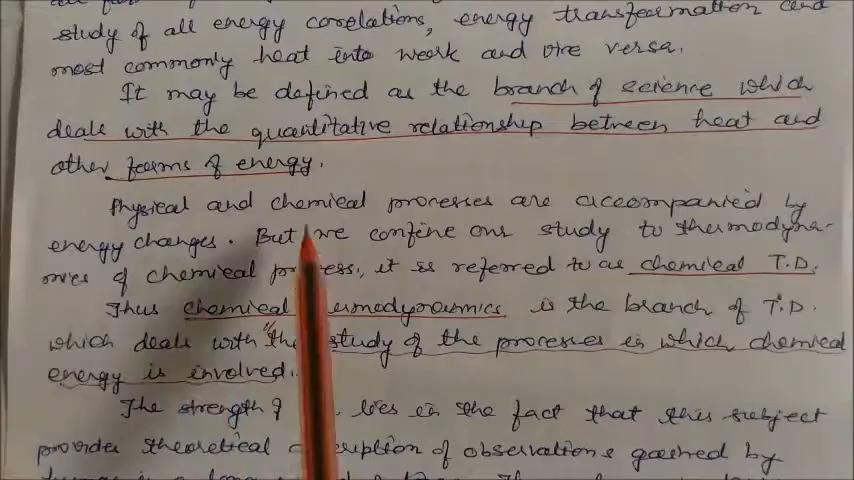 study of all energy correlations, energy transformation and
most commonly heat into work and vice versa.
It may be defined as the branch of science which
deals with the quantitative relationship between heat and
other forms of energy.
Physical and chemical processes are accompanied by
energy changes. But we confine our study to thermodyna-
mics of chemical process, it is referred to as chemical T.D.
Thus chemical thermodynamics is the branch of T.D.
which deals with "the study of the processes in which chemical
energy is involved.
The strength of lies in the fact that this subject
provides theoretical description of observations gathered by